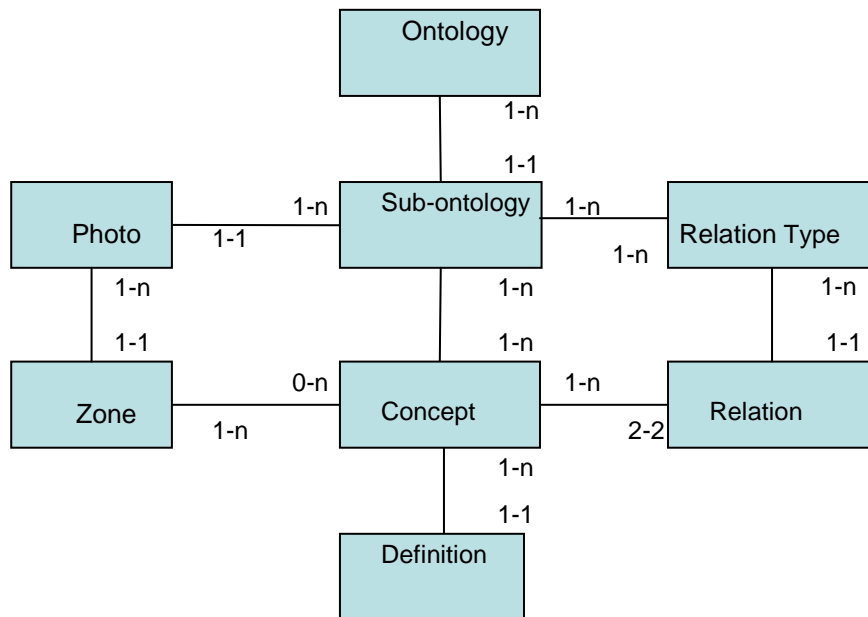 Ontology
1-n
1-1
Photo
1-1
1-n
Sub-ontology
1-n
1-n
Relation Type
1-n
1-1
1-n
1-n
1-n
1-1
Zone
1-n
0-n
Concept
1-n
2-2
Relation
1-n
1-1
Definition